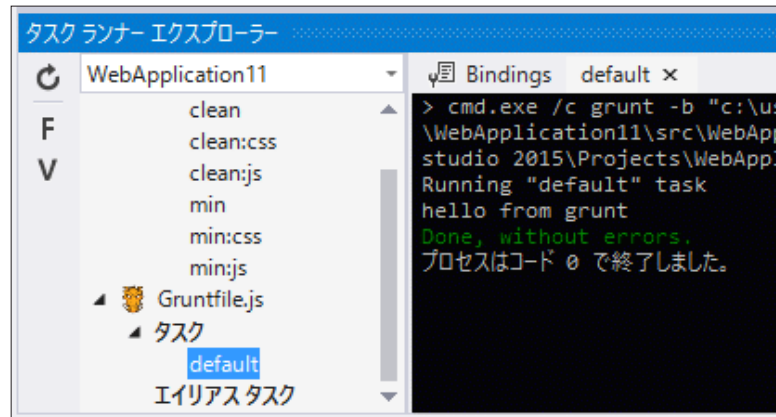 タスク ランナー エクスプローラー
WebApplication11
F
V
clean
clean:css
clean:js
min
min:css
min:js
Gruntfile.js
タスク
default
エイリアス タスク
Bindings default ×
> cmd.exe /c grunt -b "c:\us
\WebApplication11\src\WebApp
studio 2015\Projects\WebAppl
Running "default" task
hello from grunt
Done, without errors.
プロセスはコード 0 で終了しました。